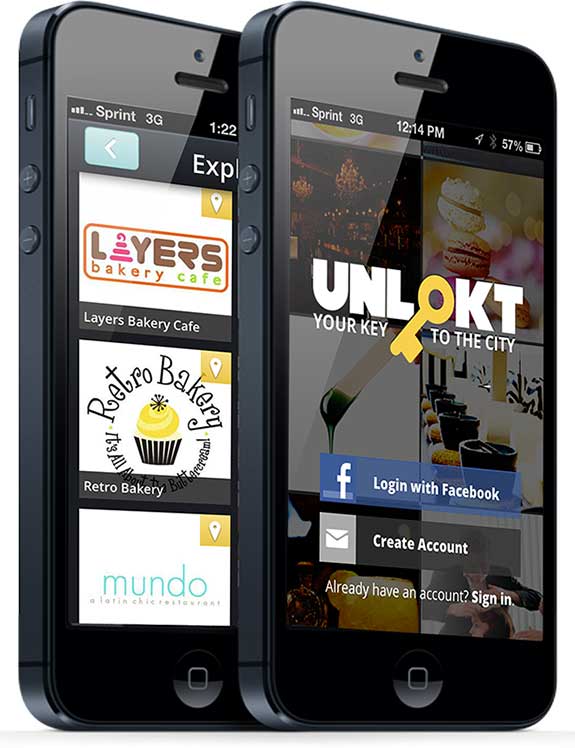 Sprint 3G 1:22
Expl
LAYERS
bakery cafe
Layers Bakery Cafe
Retro Bakery
It's All About the Buttercream!
Retro Bakery
mundo
a latin chic restaurant
Sprint 3G 12:14 PM 57%
UNLOKT
YOUR KEY TO THE CITY
f Login with Facebook
Create Account
Already have an account? Sign in.